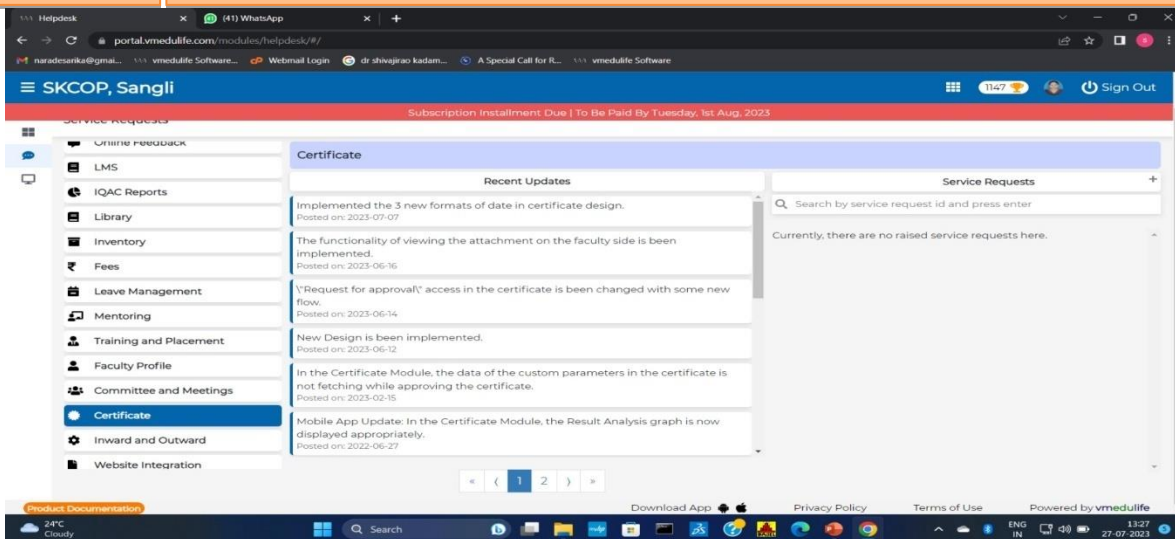 Helpdesk
(41) WhatsApp
portal.vmedulife.com/modules/helpdesk/#/
naradesarika@gmai...
vmedulife Software...
Webmail Login
dr shivajirao kadam...
A Special Call for R...
vmedulife Software
SKCOP, Sangli
1147
Sign Out
Subscription Installment Due | To Be Paid By Tuesday, 1st Aug, 2023
Service Requests
Online Feedback
LMS
IQAC Reports
Library
Inventory
Fees
Leave Management
Mentoring
Training and Placement
Faculty Profile
Committee and Meetings
Certificate
Inward and Outward
Website Integration
Certificate
Recent Updates
Implemented the 3 new formats of date in certificate design.
Posted on: 2023-07-07
The functionality of viewing the attachment on the faculty side is been
implemented.
Posted on: 2023-06-16
\"Request for approval\" access in the certificate is been changed with some new
flow.
Posted on: 2023-06-14
New Design is been implemented.
Posted on: 2023-06-12
In the Certificate Module, the data of the custom parameters in the certificate is
not fetching while approving the certificate.
Posted on: 2023-02-15
Mobile App Update: In the Certificate Module, the Result Analysis graph is now
displayed appropriately.
Posted on: 2022-06-27
« ( 1 2 ) »
Service Requests +
Search by service request id and press enter
Currently, there are no raised service requests here.
Product Documentation
Download App
Privacy Policy
Terms of Use
Powered by vmedulife
24°C
Cloudy
Search
ENG
IN
13:27
27-07-2023